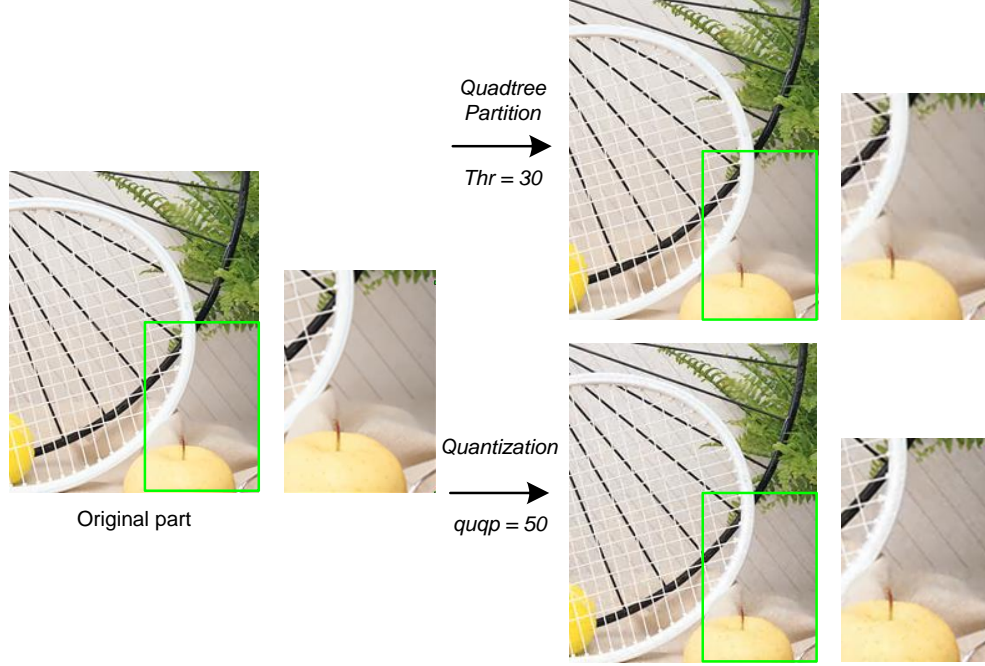 Quadtree
Partition
Thr = 30
Original part
Quantization
quqp = 50